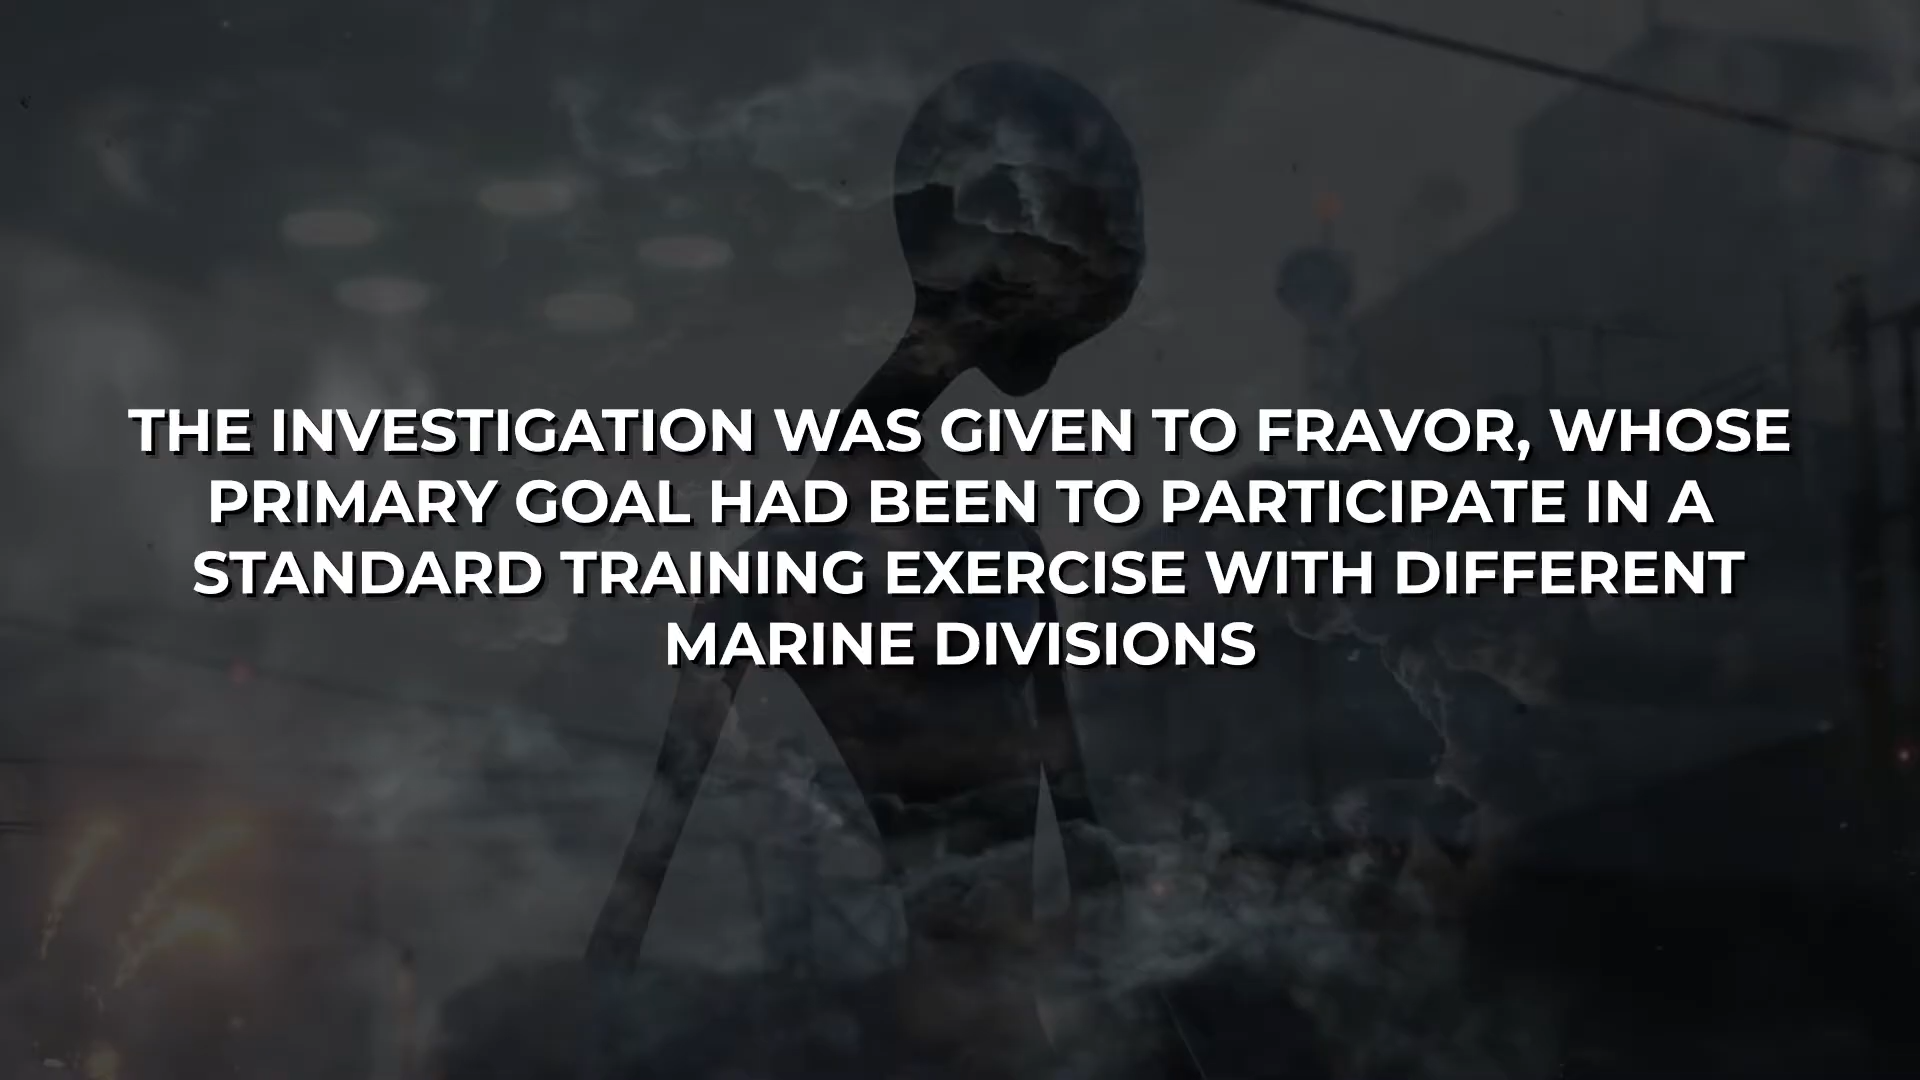 THE INVESTIGATION WAS GIVEN TO FRAVOR, WHOSE
PRIMARY GOAL HAD BEEN TO PARTICIPATE IN A
STANDARD TRAINING EXERCISE WITH DIFFERENT
MARINE DIVISIONS